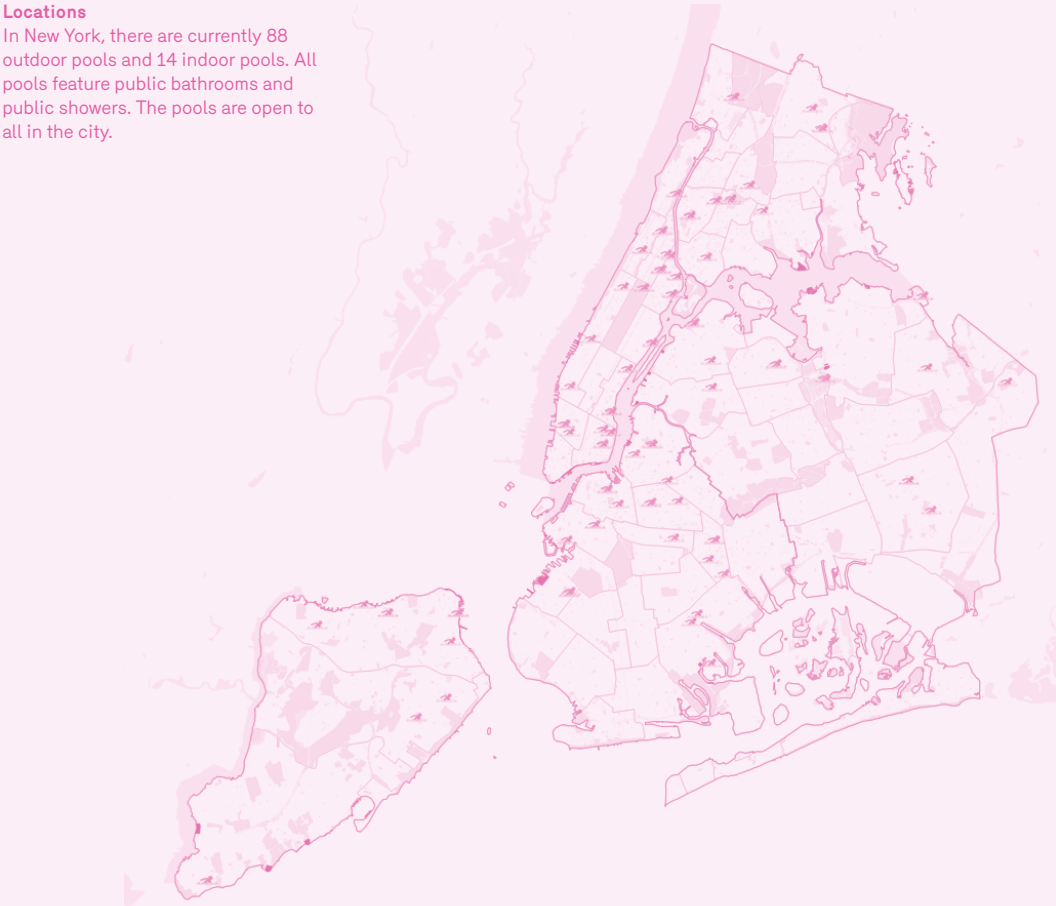 Locations
In New York, there are currently 88
outdoor pools and 14 indoor pools. All
pools feature public bathrooms and
public showers. The pools are open to
all in the city.